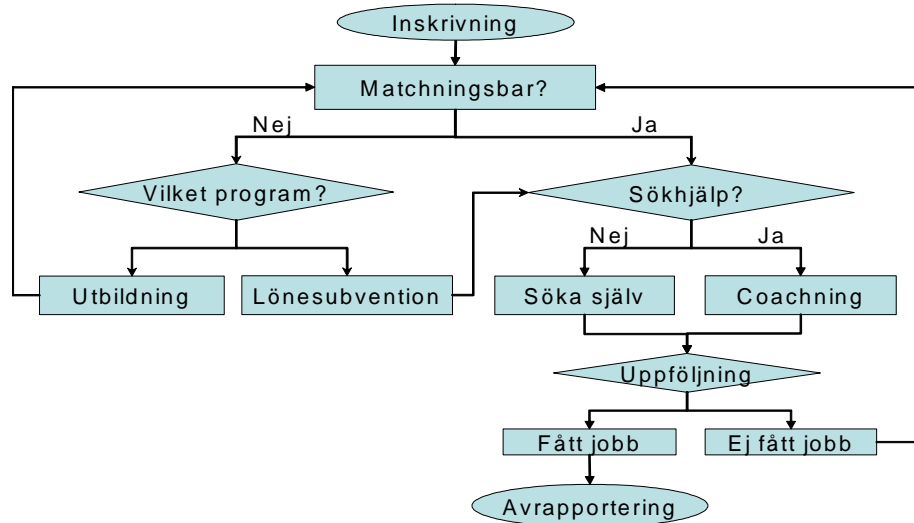 Inskrivning
Matchningsbar?
Nej
Ja
Vilket program?
Sökhjälp?
Nej
Ja
Utbildning
Lönesubvention
Söka själv
Coachning
Uppföljning
Fått jobb
Ej fått jobb
Avrapportering